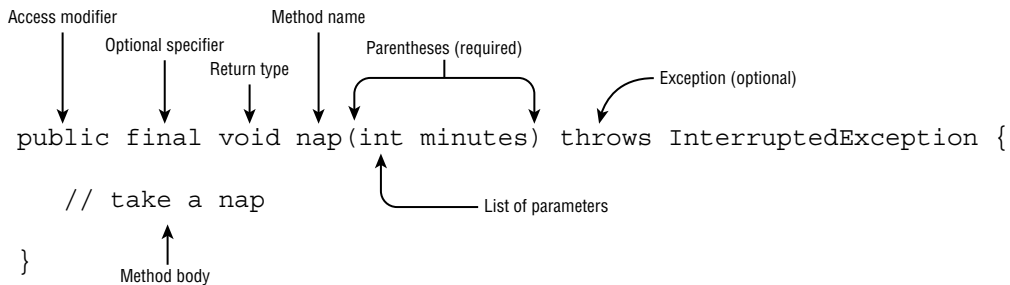 Access modifier
Method name
Optional specifier
Parentheses (required)
Return type
Exception (optional)
public final void nap(int minutes) throws InterruptedException {
// take a nap
List of parameters
}
Method body